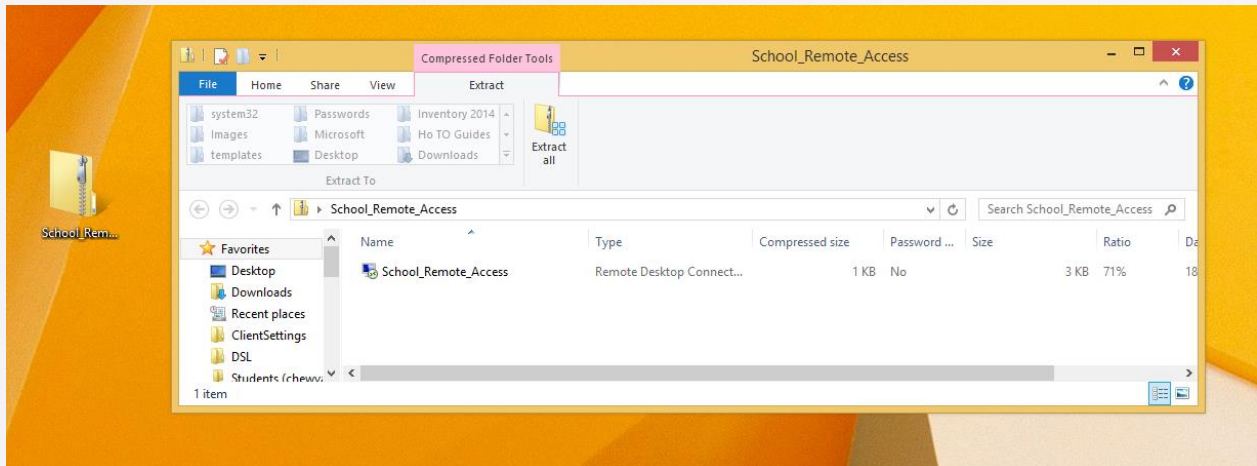 Compressed Folder Tools School_Remote_Access
File Home Share View Extract
system32 Passwords Inventory 2014
Images Microsoft Ho TO Guides
templates Desktop Downloads
Extract all
Extract To
School_Remote_Access Search School_Remote_Access
School_Rem...
Name Type Compressed size Password ... Size Ratio Da
Favorites
School_Remote_Access Remote Desktop Connect... 1 KB No 3 KB 71% 18
Desktop
Downloads
Recent places
ClientSettings
DSL
Students (chewv
1 item